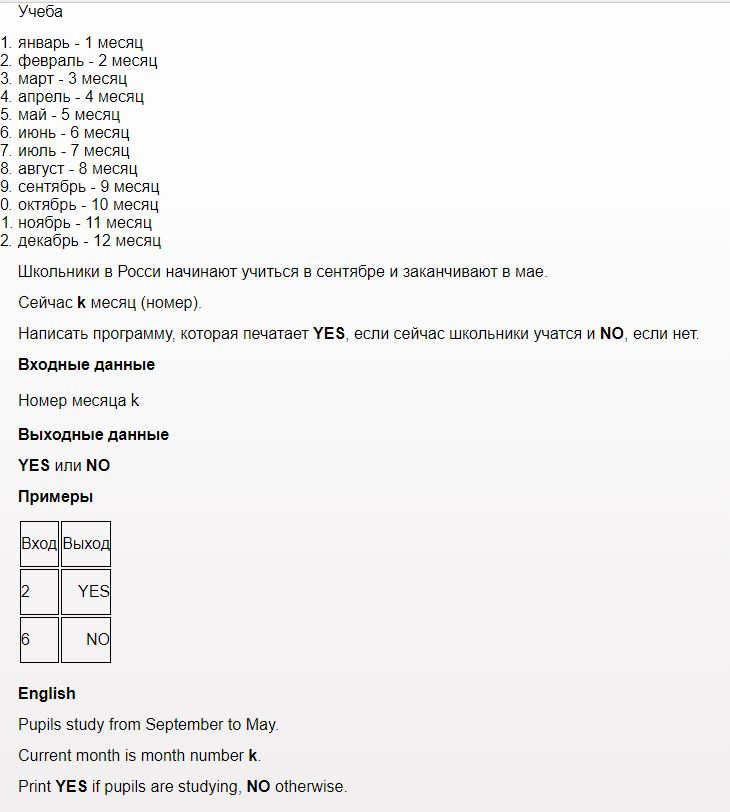 Учеба
1. январь - 1 месяц
2. февраль - 2 месяц
3. март - 3 месяц
4. апрель - 4 месяц
5. май - 5 месяц
6. июнь - 6 месяц
7. июль - 7 месяц
8. август - 8 месяц
9. сентябрь - 9 месяц
0. октябрь - 10 месяц
1. ноябрь - 11 месяц
2. декабрь - 12 месяц
Школьники в Росси начинают учиться в сентябре и заканчивают в мае.
Сейчас k месяц (номер).
Написать программу, которая печатает YES, если сейчас школьники учатся и NO, если нет.
Входные данные
Номер месяца k
Выходные данные
YES или NO
Примеры
Вход Выход
2 YES
6 NO
English
Pupils study from September to May.
Current month is month number k.
Print YES if pupils are studying, NO otherwise.